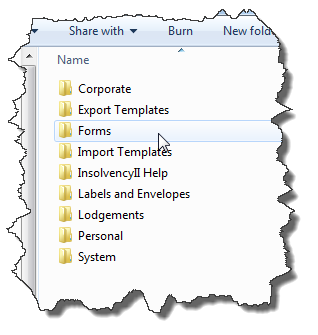 Share with Burn New fold
Name
Corporate
Export Templates
Forms
Import Templates
InsolvencyII Help
Labels and Envelopes
Lodgements
Personal
System